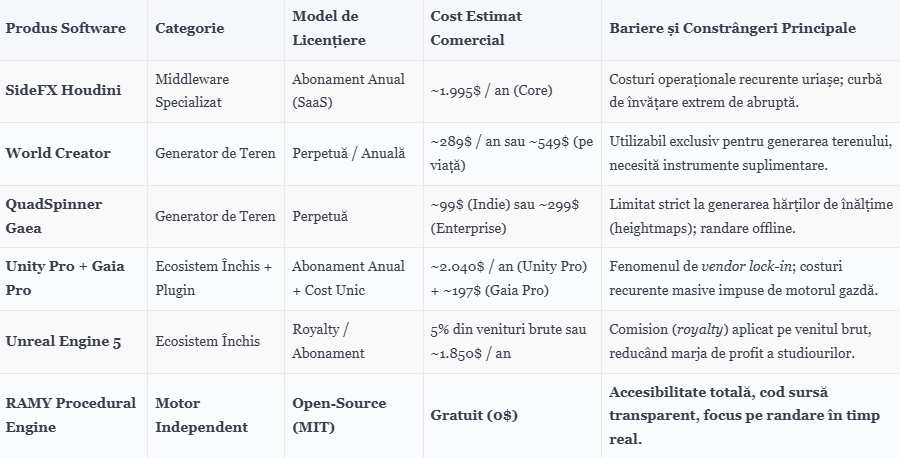 Produs Software | Categorie | Model de Licențiere | Cost Estimat Comercial | Bariere și Constrângeri Principale
SideFX Houdini | Middleware Specializat | Abonament Anual (SaaS) | ~1.995$ / an (Core) | Costuri operaționale recurente uriașe; curbă de învățare extrem de abruptă.
World Creator | Generator de Teren | Perpetuă / Anuală | ~289$ / an sau ~549$ (pe viață) | Utilizabil exclusiv pentru generarea terenului, necesită instrumente suplimentare.
QuadSpinner Gaea | Generator de Teren | Perpetuă | ~99$ (Indie) sau ~299$ (Enterprise) | Limitat strict la generarea hărților de înălțime (heightmaps); randare offline.
Unity Pro + Gaia Pro | Ecosistem Închis + Plugin | Abonament Anual + Cost Unic | ~2.040$ / an (Unity Pro) + ~197$ (Gaia Pro) | Fenomenul de vendor lock-in; costuri recurente masive impuse de motorul gazdă.
Unreal Engine 5 | Ecosistem Închis | Royalty / Abonament | 5% din venituri brute sau ~1.850$ / an | Comision (royalty) aplicat pe venitul brut, reducând marja de profit a studiourilor.
RAMY Procedural Engine | Motor Independent | Open-Source (MIT) | Gratuit (0$) | Accesibilitate totală, cod sursă transparent, focus pe randare în timp real.